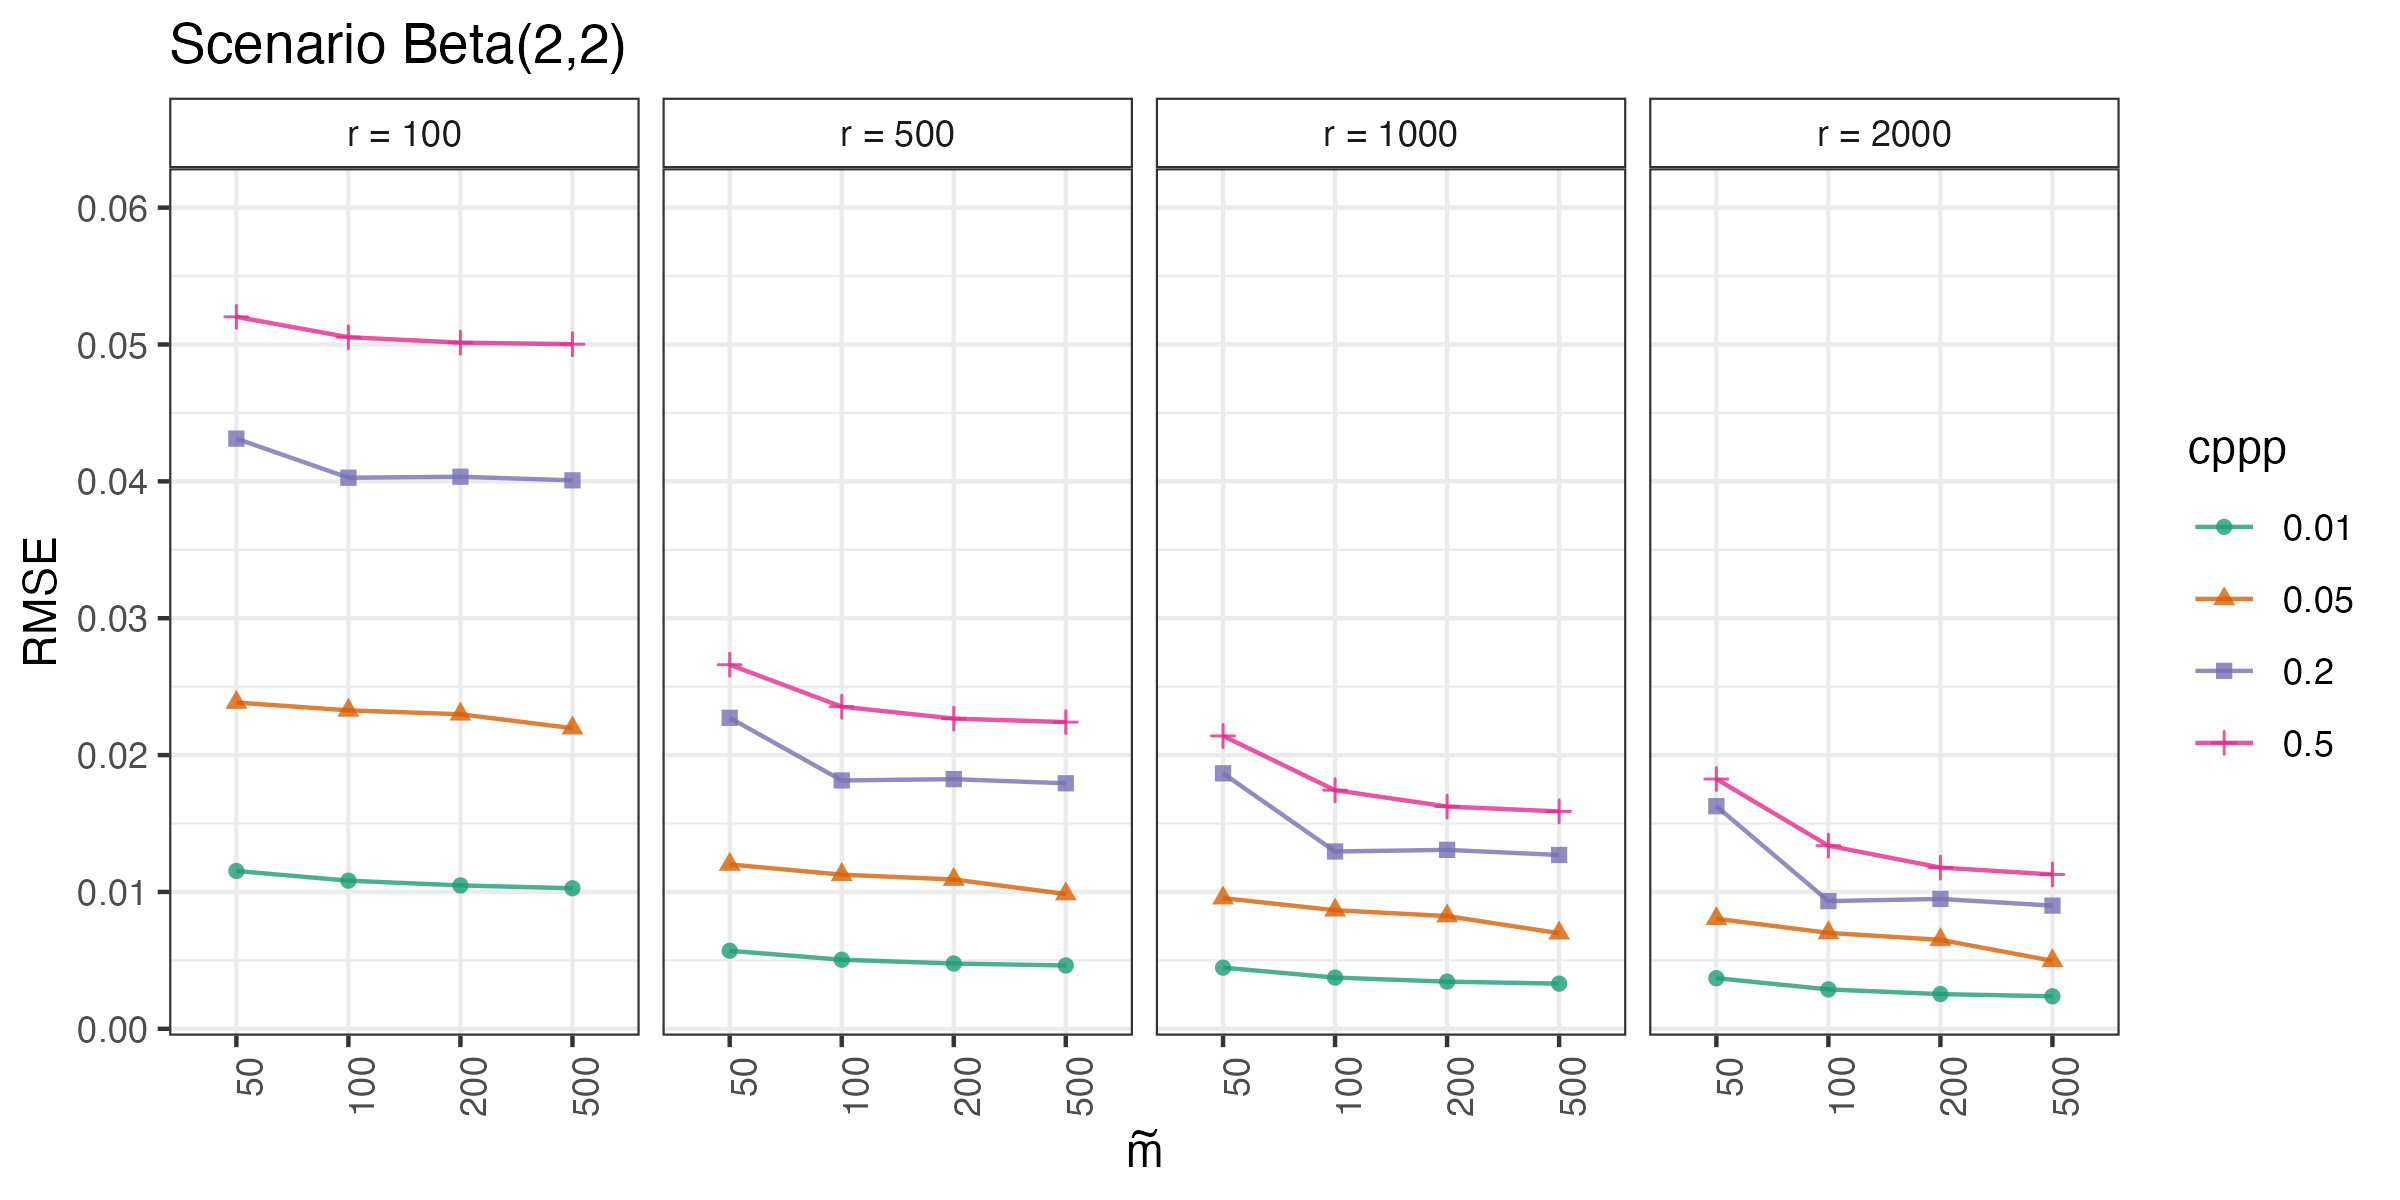 Scenario Beta(2,2)
r = 100
r = 500
r = 1000
r = 2000
0.06
0.05
0.04
0.03
0.02
0.01
0.00
RMSE
50 100 200 500
50 100 200 500
50 100 200 500
50 100 200 500
m̃
cppp
0.01
0.05
0.2
0.5